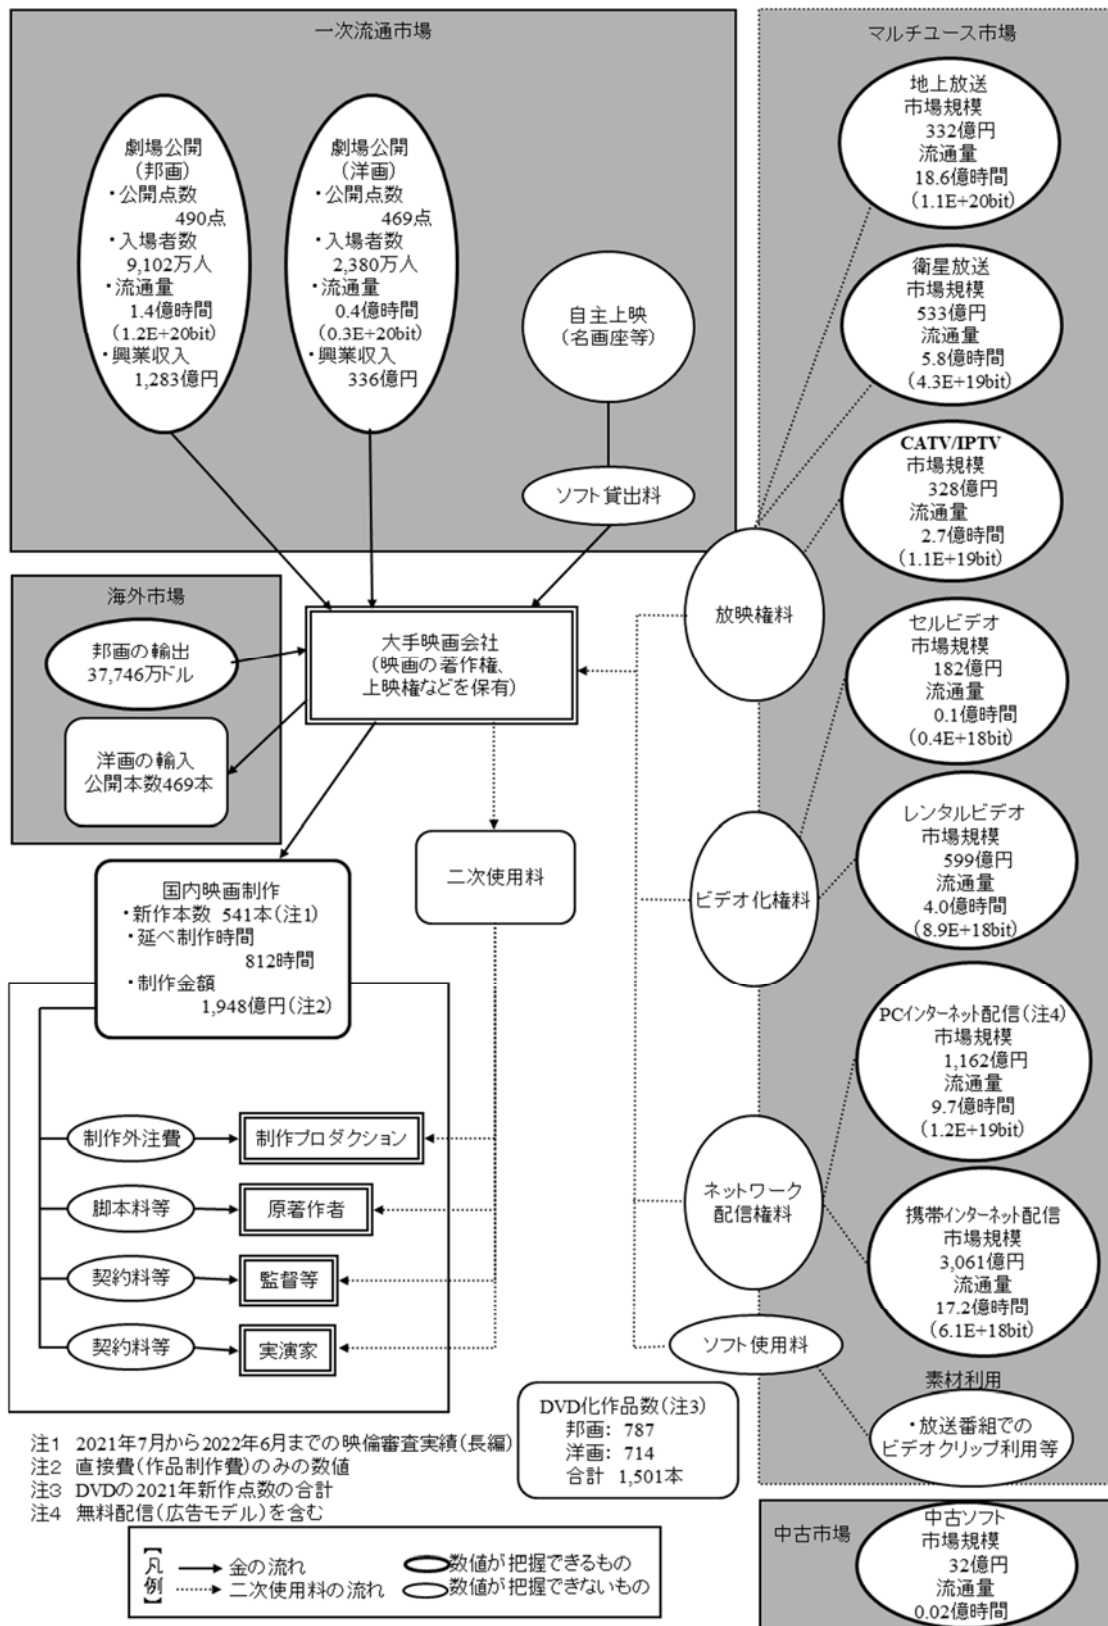 一次流通市場
劇場公開
(邦画)
・公開点数
490点
・入場者数
9,102万人
・流通量
1.4億時間
(1.2E+20bit)
・興業収入
1,283億円
劇場公開
(洋画)
・公開点数
469点
・入場者数
2,380万人
・流通量
0.4億時間
(0.3E+20bit)
・興業収入
336億円
自主上映
(名画座等)
ソフト貸出料
海外市場
邦画の輸出
37,746万ドル
洋画の輸入
公開本数469本
大手映画会社
(映画の著作権、
上映権などを保有)
国内映画制作
・新作本数 541本(注1)
・延べ制作時間
812時間
・制作金額
1,948億円(注2)
二次使用料
制作外注費
制作プロダクション
脚本料等
原著作者
契約料等
監督等
契約料等
実演家
放映権料
ビデオ化権料
ネットワーク
配信権料
ソフト使用料
マルチユース市場
地上放送
市場規模
332億円
流通量
18.6億時間
(1.1E+20bit)
衛星放送
市場規模
533億円
流通量
5.8億時間
(4.3E+19bit)
CATV/IPTV
市場規模
328億円
流通量
2.7億時間
(1.1E+19bit)
セルビデオ
市場規模
182億円
流通量
0.1億時間
(0.4E+18bit)
レンタルビデオ
市場規模
599億円
流通量
4.0億時間
(8.9E+18bit)
PCインターネット配信(注4)
市場規模
1,162億円
流通量
9.7億時間
(1.2E+19bit)
携帯インターネット配信
市場規模
3,061億円
流通量
17.2億時間
(6.1E+18bit)
素材利用
・放送番組での
ビデオクリップ利用等
DVD化作品数(注3)
邦画: 787
洋画: 714
合計 1,501本
中古市場
中古ソフト
市場規模
32億円
流通量
0.02億時間
注1 2021年7月から2022年6月までの映倫審査実績(長編)
注2 直接費(作品制作費)のみの数値
注3 DVDの2021年新作点数の合計
注4 無料配信(広告モデル)を含む
【凡例】
金の流れ
二次使用料の流れ
数値が把握できるもの
数値が把握できないもの